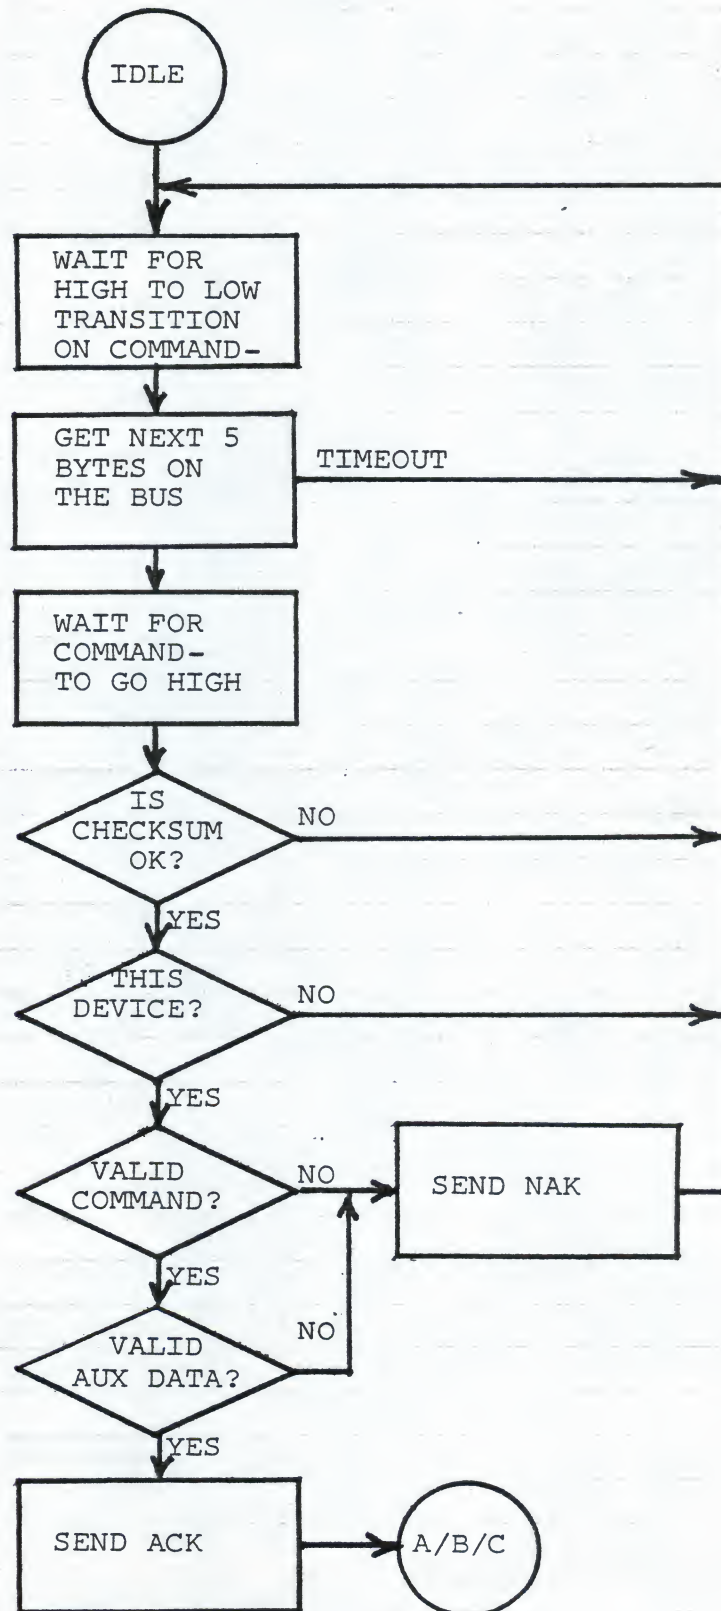 IDLE
WAIT FOR
HIGH TO LOW
TRANSITION
ON COMMAND-
GET NEXT 5
BYTES ON
THE BUS
TIMEOUT
WAIT FOR
COMMAND-
TO GO HIGH
IS
CHECKSUM
OK?
NO
YES
THIS
DEVICE?
NO
YES
VALID
COMMAND?
NO
SEND NAK
YES
VALID
AUX DATA?
NO
YES
SEND ACK
A/B/C